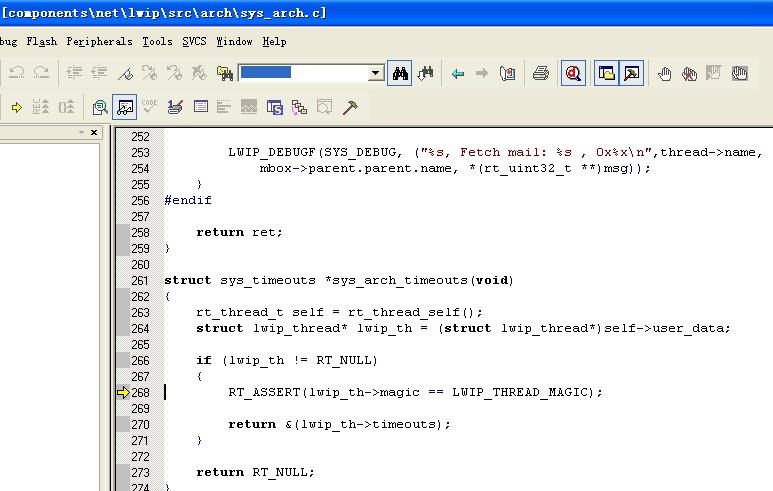 [components\net\lwip\src\arch\sys_arch.c]
bug Flash Peripherals Tools SVCS Window Help
252
253 LWIP_DEBUGF(SYS_DEBUG, ("%s, Fetch mail: %s , 0x%x\n",thread->name,
254 mbox->parent.parent.name, *(rt_uint32_t **)msg));
255 }
256 #endif
257
258 return ret;
259 }
260
261 struct sys_timeouts *sys_arch_timeouts(void)
262 {
263 rt_thread_t self = rt_thread_self();
264 struct lwip_thread* lwip_th = (struct lwip_thread*)self->user_data;
265
266 if (lwip_th != RT_NULL)
267 {
268 RT_ASSERT(lwip_th->magic == LWIP_THREAD_MAGIC);
269
270 return &(lwip_th->timeouts);
271 }
272
273 return RT_NULL;
274 }